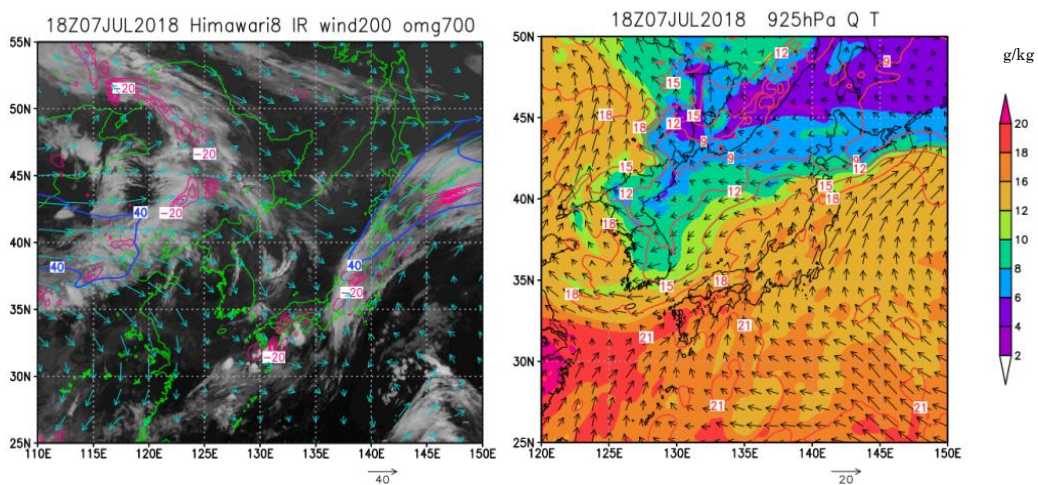 18Z07JUL2018 Himawari8 IR wind200 omg700
55N
50N
45N
40N
35N
30N
25N
110E
115E
120E
125E
130E
135E
140E
145E
150E
-20
-20
-20
-20
-20
40
40
40
40
18Z07JUL2018 925hPa Q T
50N
45N
40N
35N
30N
25N
120E
125E
130E
135E
140E
145E
150E
12
9
15
18
12
15
9
9
9
15
12
12
12
15
18
18
18
15
18
21
21
21
21
20
g/kg
20
18
16
12
10
8
6
4
2